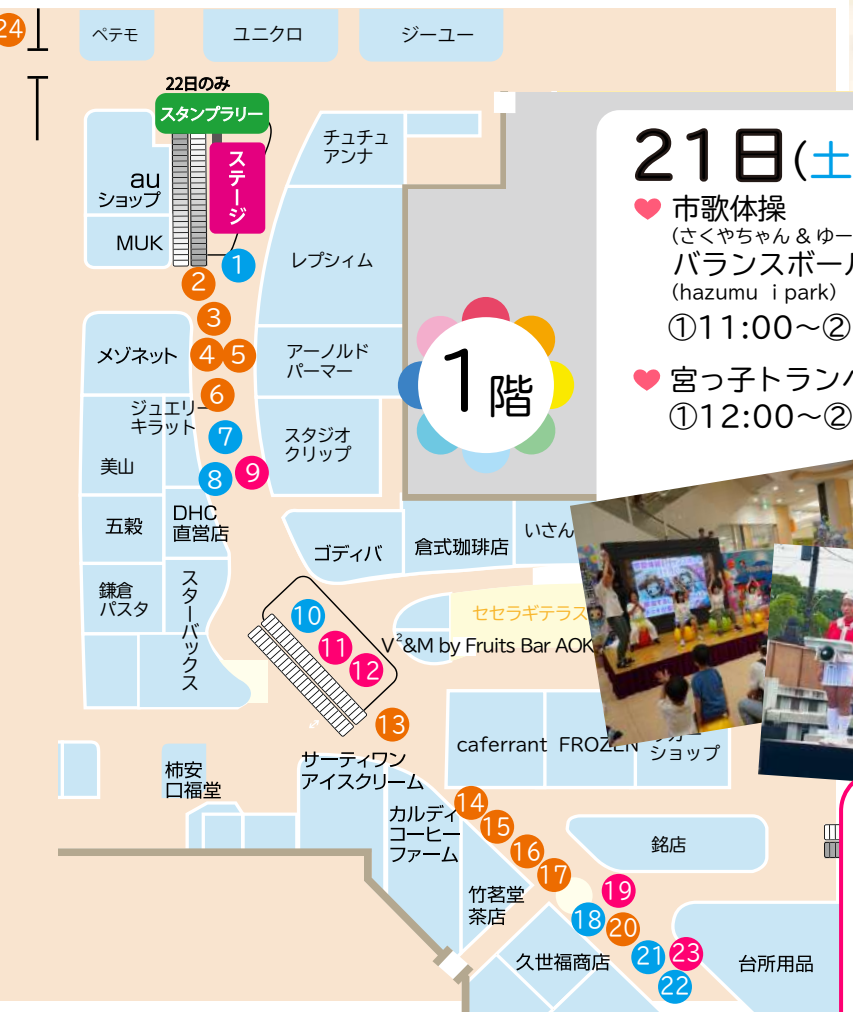 24
ペテモ
ユニクロ
ジーユー
22日のみ
スタンプラリー
ステージ
au
ショップ
MUK
チュチュ
アンナ
レプシィム
1
2
3
4
5
6
7
8
9
メゾネット
アーノルド
パーマー
ジュエリー
キラット
スタジオ
クリップ
美山
五穀
DHC
直営店
鎌倉
パスタ
スターバックス
ゴディバ
倉式珈琲店
いさん
1階
21日(土
市歌体操
(さくやちゃん & ゆー
バランスボール
(hazumu i park)
①11:00～②
宮っ子トランペ
①12:00～②
セセラギテラス
V²&M by Fruits Bar AOK
10
11
12
13
caferrant
FROZEN
ショップ
柿安
口福堂
サーティワン
アイスクリーム
カルディ
コーヒー
ファーム
14
15
16
17
銘店
竹茗堂
茶店
18
19
20
21
22
23
久世福商店
台所用品